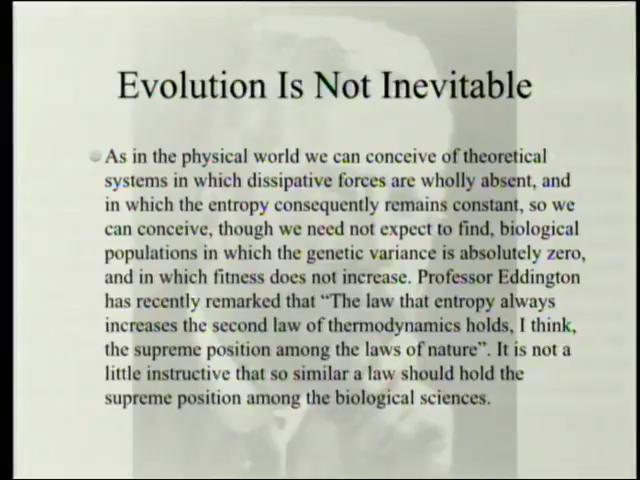 Evolution Is Not Inevitable
As in the physical world we can conceive of theoretical
systems in which dissipative forces are wholly absent, and
in which the entropy consequently remains constant, so we
can conceive, though we need not expect to find, biological
populations in which the genetic variance is absolutely zero,
and in which fitness does not increase. Professor Eddington
has recently remarked that “The law that entropy always
increases the second law of thermodynamics holds, I think,
the supreme position among the laws of nature”. It is not a
little instructive that so similar a law should hold the
supreme position among the biological sciences.